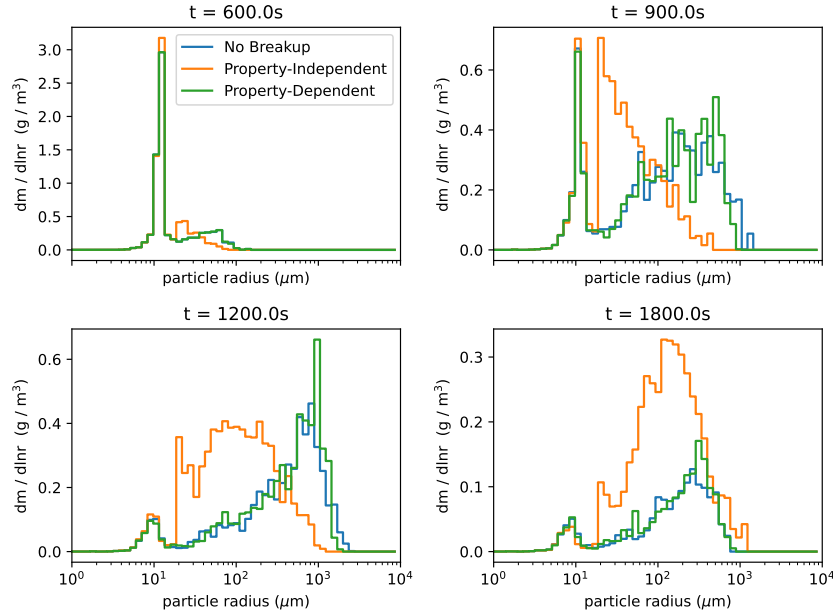 t = 600.0s
dm / dlnr (g / m³)
3.0
2.5
2.0
1.5
1.0
0.5
0.0
No Breakup
Property-Independent
Property-Dependent
particle radius (μm)
t = 900.0s
dm / dlnr (g / m³)
0.6
0.4
0.2
0.0
particle radius (μm)
t = 1200.0s
dm / dlnr (g / m³)
0.6
0.4
0.2
0.0
10⁰ 10¹ 10² 10³ 10⁴
particle radius (μm)
t = 1800.0s
dm / dlnr (g / m³)
0.3
0.2
0.1
0.0
10⁰ 10¹ 10² 10³ 10⁴
particle radius (μm)